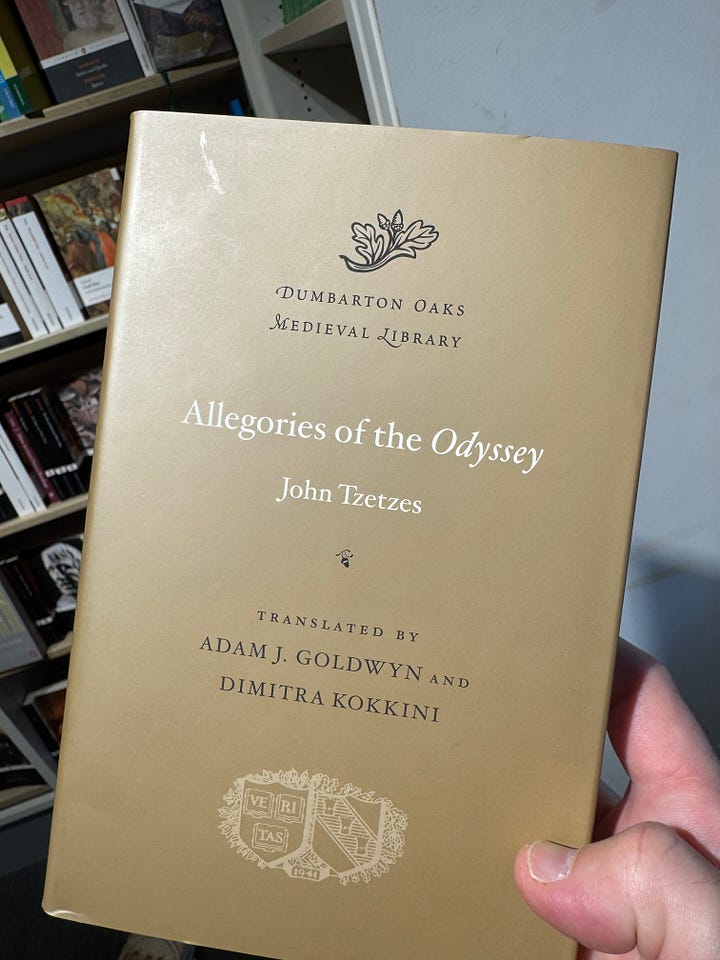 DUMBARTON OAKS
MEDIEVAL LIBRARY
Allegories of the Odyssey
John Tzetzes
TRANSLATED BY
ADAM J. GOLDWYN AND
DIMITRA KOKKINI
VE RI
TAS
1941